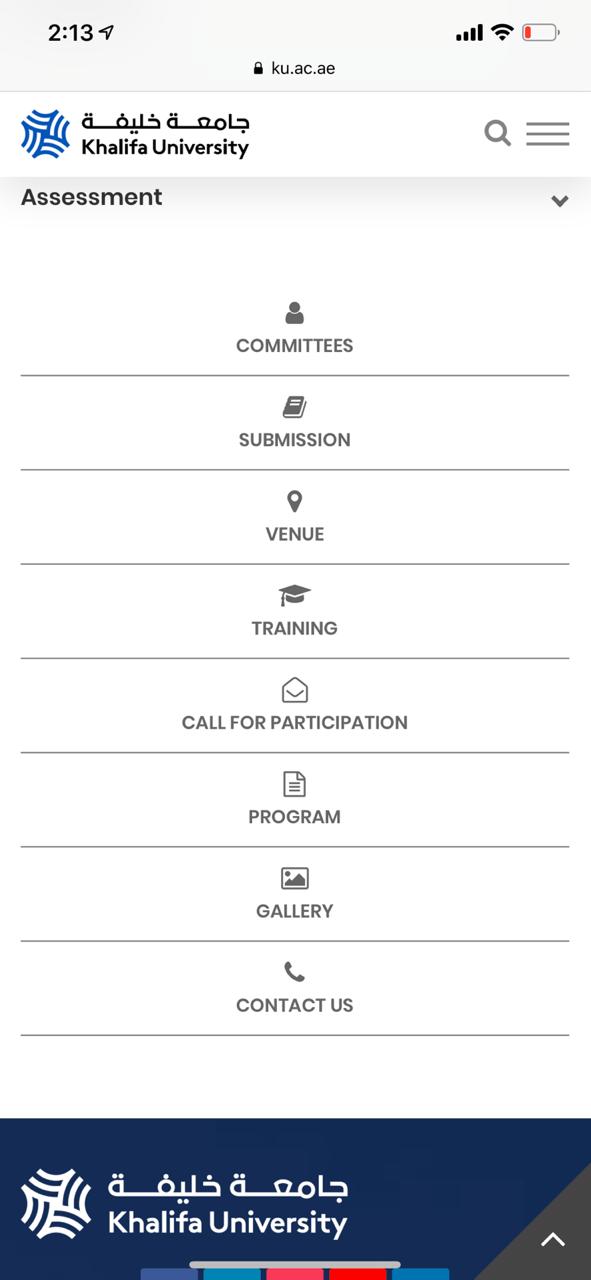 2:13
ku.ac.ae
جامعة خليفة
Khalifa University
Assessment
COMMITTEES
SUBMISSION
VENUE
TRAINING
CALL FOR PARTICIPATION
PROGRAM
GALLERY
CONTACT US
جامعة خليفة
Khalifa University